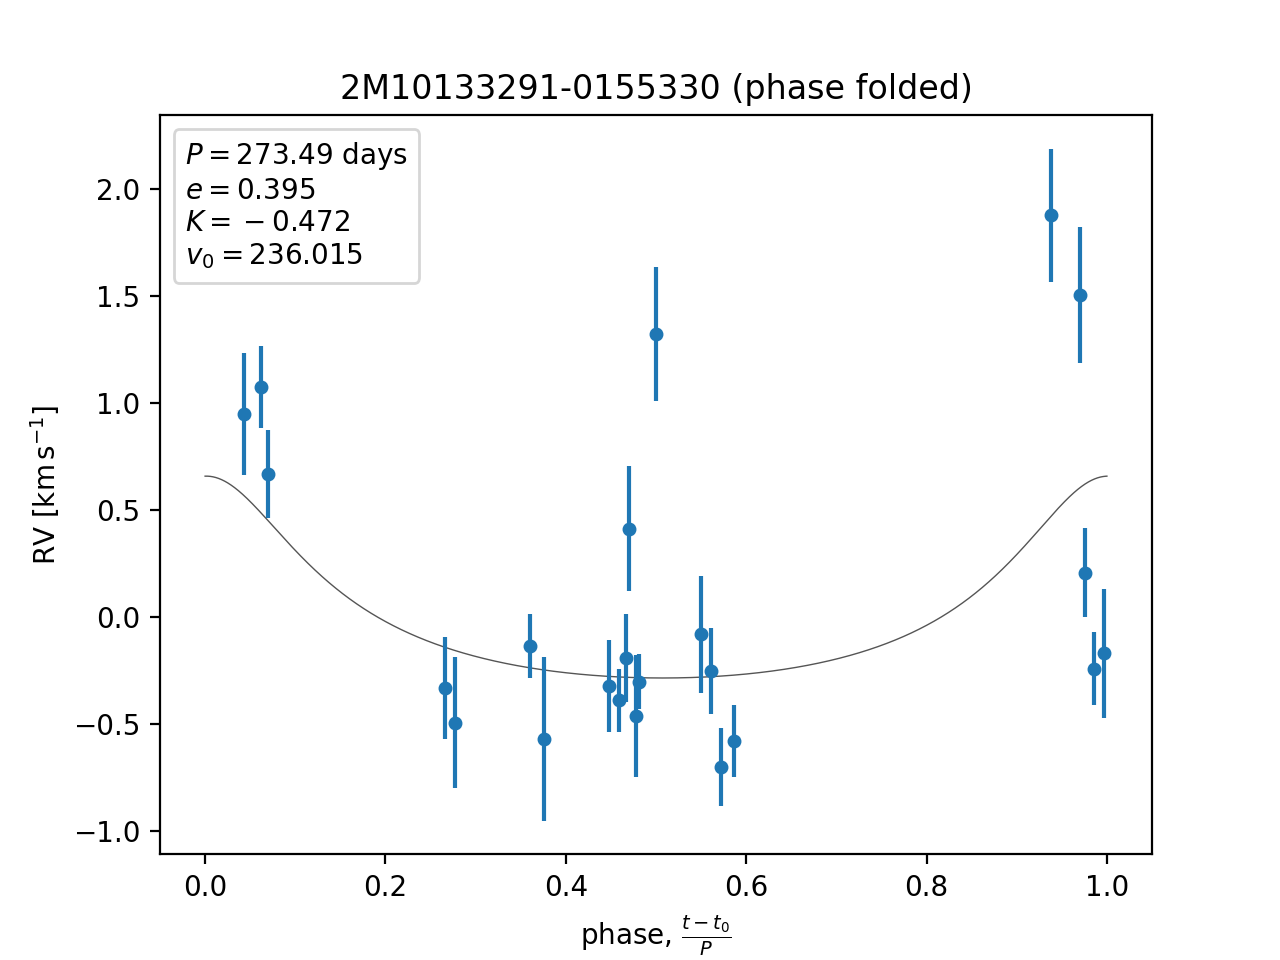 2M10133291-0155330 (phase folded)
P = 273.49 days
e = 0.395
K = −0.472
v₀ = 236.015
2.0
1.5
1.0
0.5
0.0
−0.5
−1.0
RV [km s⁻¹]
0.0 0.2 0.4 0.6 0.8 1.0
phase, (t − t₀)/P